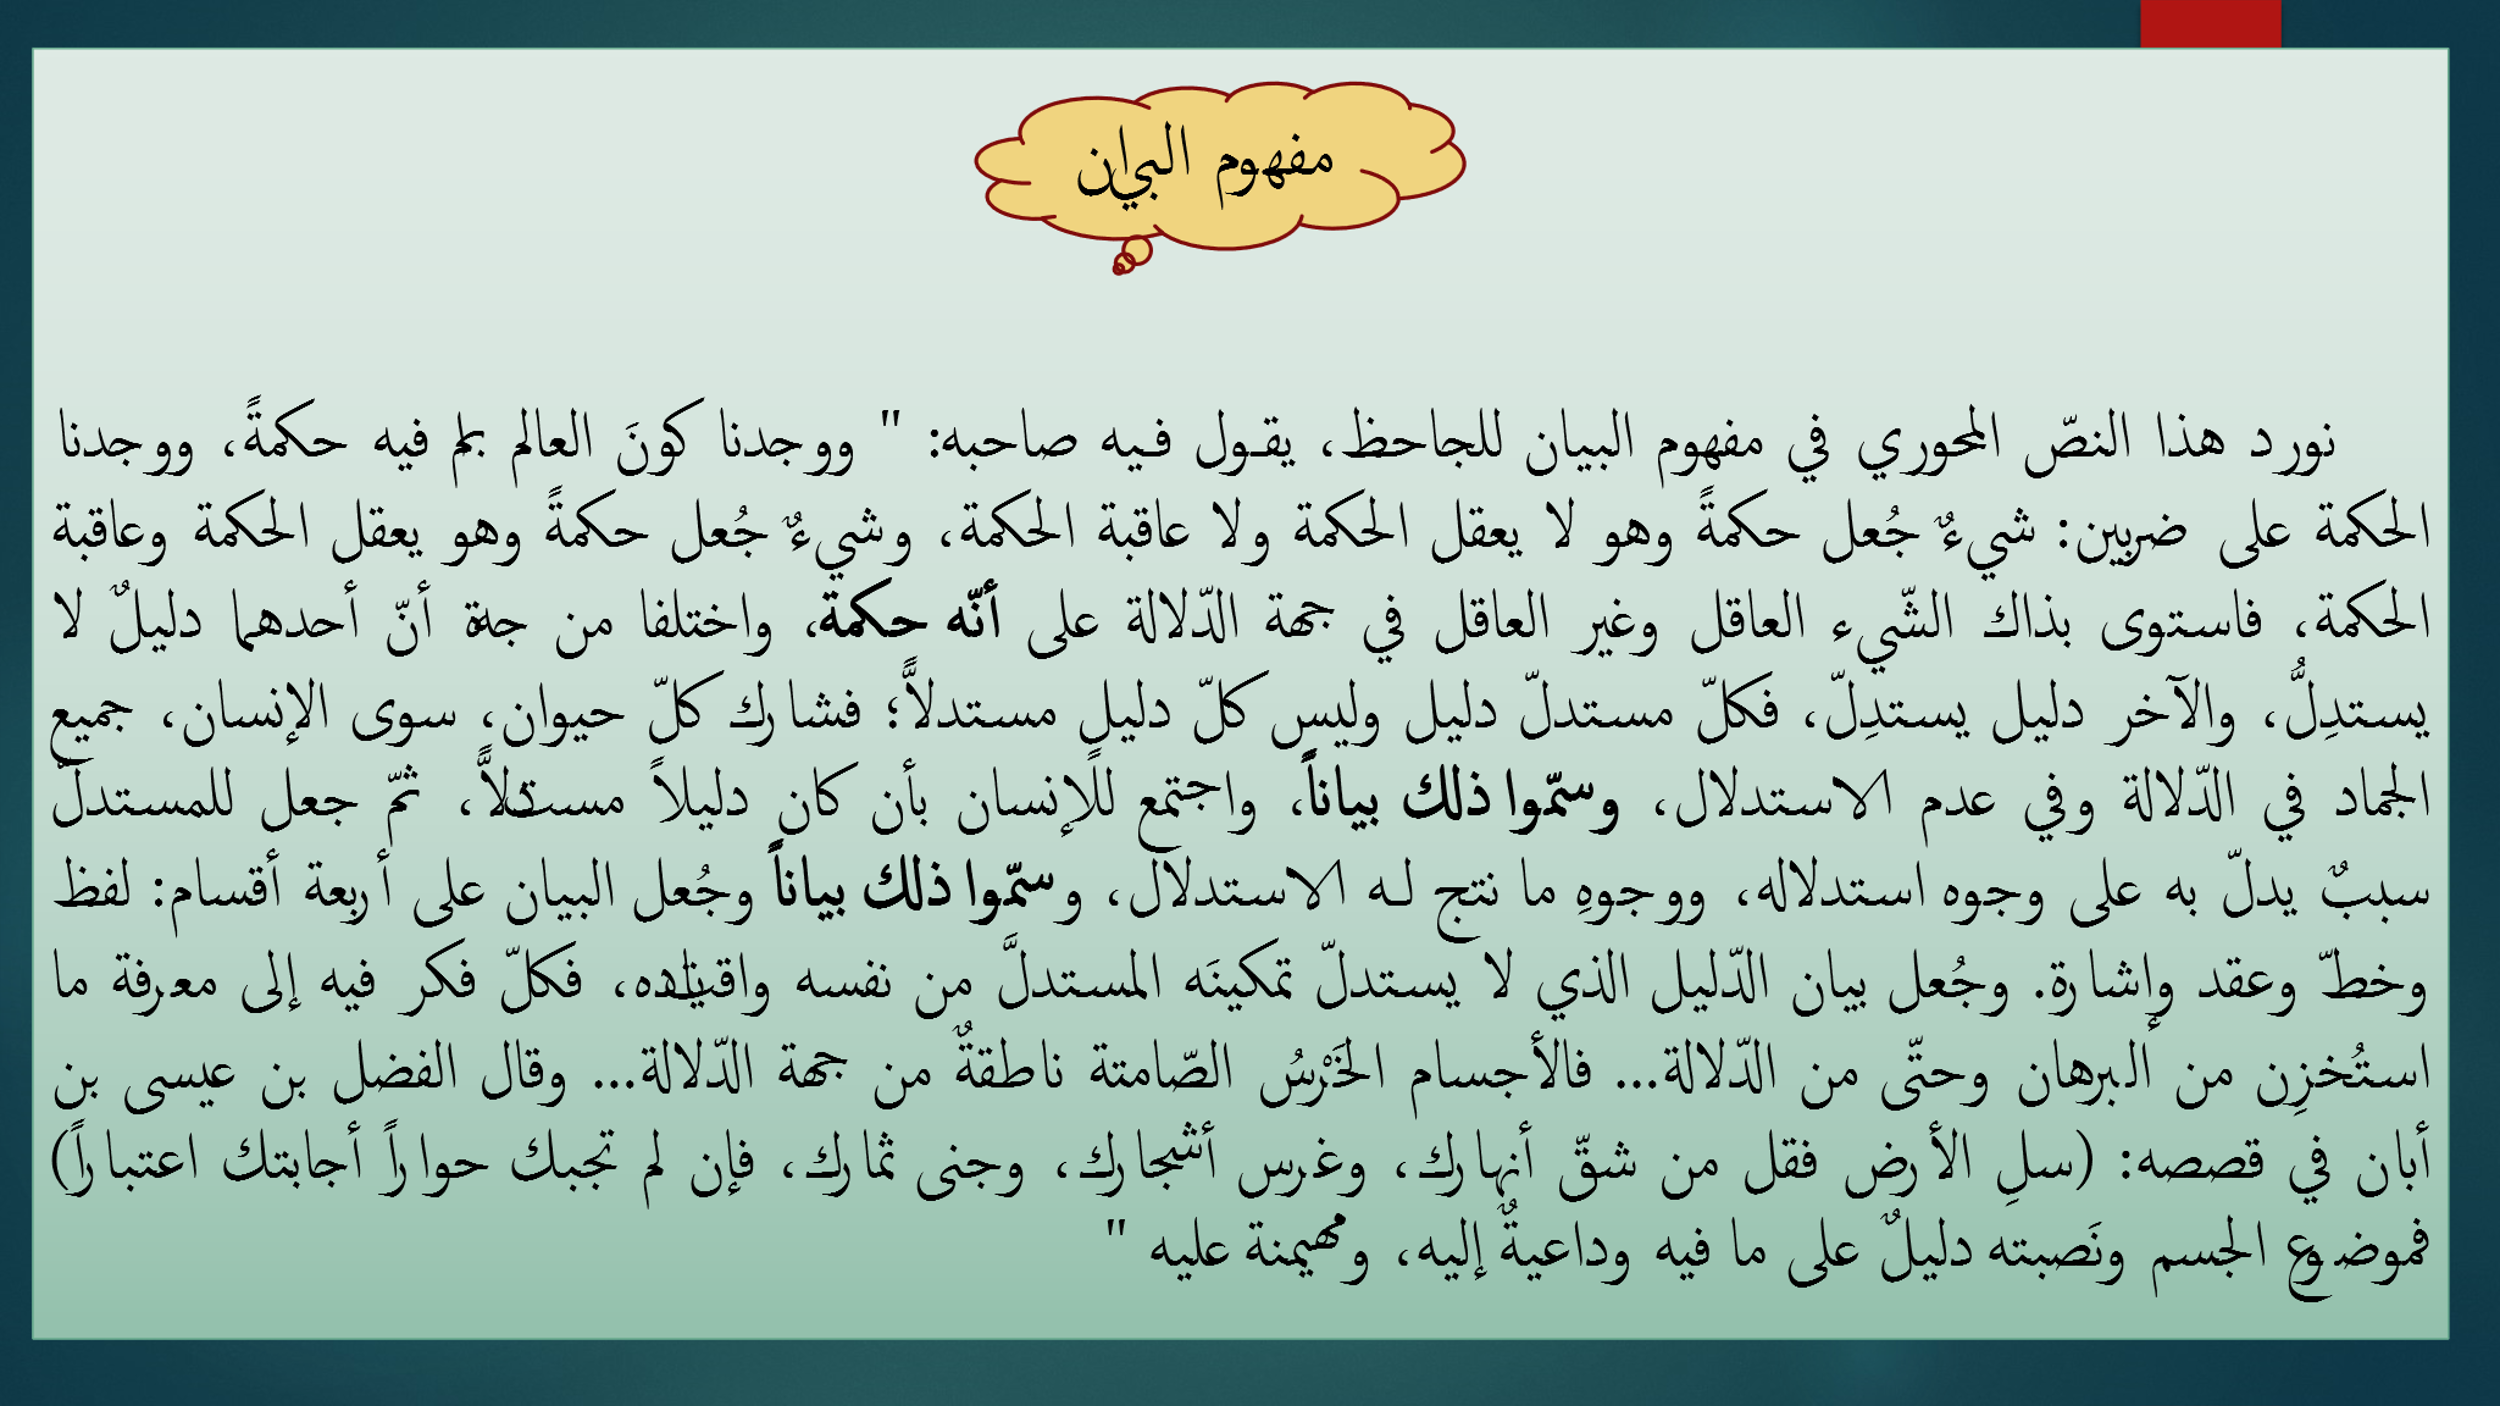 مفهوم البيان
نورد هذا النصّ المحوري في مفهوم البيان للجاحظ، يقول فيه صاحبه: " ووجدنا كونَ العالم بما فيه حكمةً، ووجدنا
الحكمة على ضربين: شيءٌ جُعل حكمةً وهو لا يعقل الحكمة ولا عاقبة الحكمة، وشيءٌ جُعل حكمةً وهو يعقل الحكمة وعاقبة
الحكمة، فاستوى بذاك الشّيء العاقل وغير العاقل في جهة الدّلالة على أنّه حكمة، واختلفا من جهة أنّ أحدهما دليلٌ لا
يستدِلُّ، والآخر دليل يستدِلّ، فكلّ مستدلّ دليل وليس كلّ دليل مستدلاًّ؛ فشارك كلّ حيوان، سوى الإنسان، جميع
الجماد في الدّلالة وفي عدم الاستدلال، وسمّوا ذلك بياناً، واجتمع للإنسان بأن كان دليلاً مستدلاًّ، ثمّ جعل للمستدلّ
سببٌ يدلّ به على وجوه استدلاله، ووجوهِ ما نتج له الاستدلال، وسمّوا ذلك بياناً وجُعل البيان على أربعة أقسام: لفظ
وخطّ وعقد وإشارة. وجُعل بيان الدّليل الذي لا يستدلّ تمكينَه المستدلَّ من نفسه واقتياده، فكلّ فكر فيه إلى معرفة ما
استُخزِن من البرهان وحتّى من الدّلالة... فالأجسام الخَرْسُ الصّامتة ناطقةٌ من جهة الدّلالة... وقال الفضل بن عيسى بن
أبان في قصصه: (سلِ الأرض فقل من شقّ أنهارك، وغرس أشجارك، وجنى ثمارك، فإن لم تجبك حواراً أجابتك اعتباراً)
فموضوع الجسم ونَصبته دليلٌ على ما فيه وداعيةٌ إليه، ومهيمنة عليه "